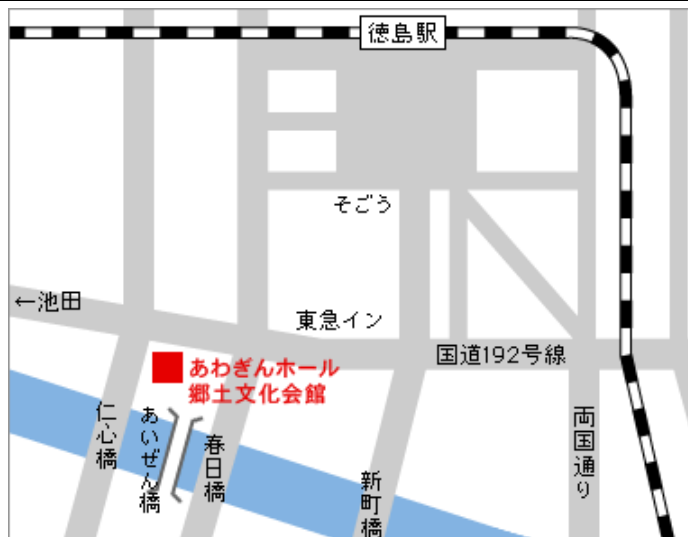 徳島駅
そごう
←池田
東急イン
国道192号線
あわぎんホール
郷土文化会館
仁心橋
あいぜん橋
春日橋
新町橋
両国通り